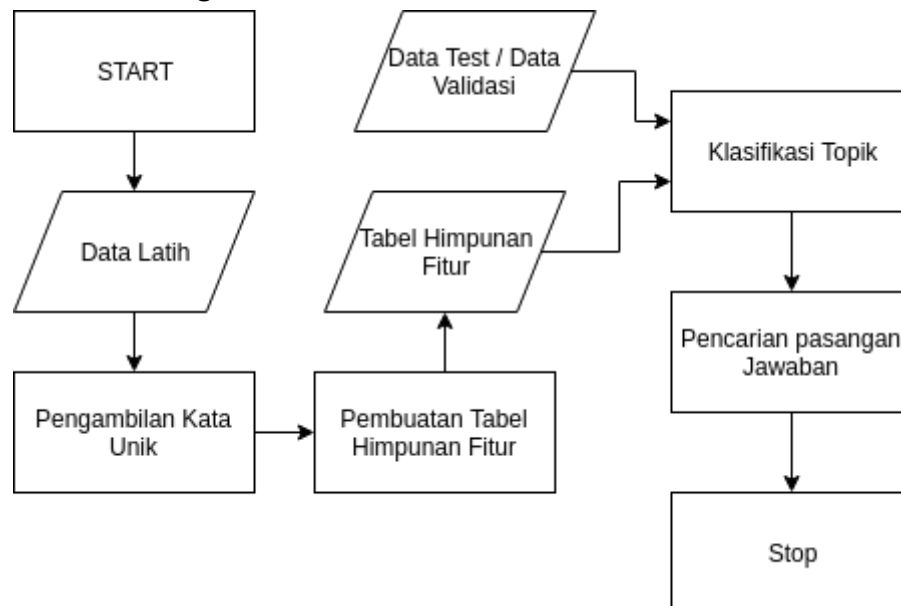 START
Data Latih
Pengambilan Kata
Unik
Pembuatan Tabel
Himpunan Fitur
Tabel Himpunan
Fitur
Data Test / Data
Validasi
Klasifikasi Topik
Pencarian pasangan
Jawaban
Stop